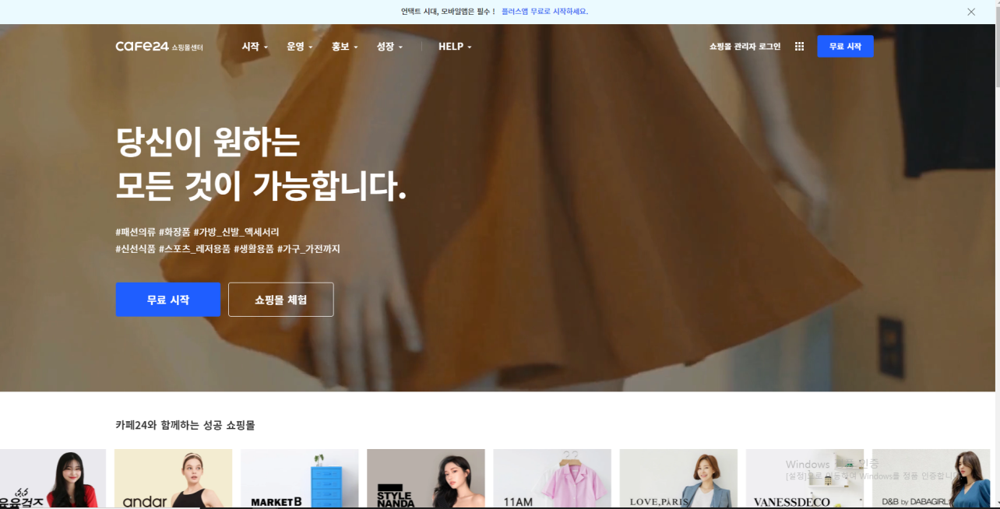 언택트 시대, 모바일앱은 필수 ! 플러스앱 무료로 시작하세요.
cafe24 쇼핑몰센터 시작 운영 홍보 성장 HELP 쇼핑몰 관리자 로그인 무료 시작
당신이 원하는
모든 것이 가능합니다.
#패션의류 #화장품 #가방_신발_액세서리
#신선식품 #스포츠_레저용품 #생활용품 #가구_가전까지
무료 시작 쇼핑몰 체험
카페24와 함께하는 성공 쇼핑몰
Windows 정품 인증
[설정]으로 이동하여 Windows를 정품 인증합니다
육육걸즈 andar MARKETB STYLE NANDA 11AM LOVE,PARIS VANESSDECO D&B by DABAGIRL